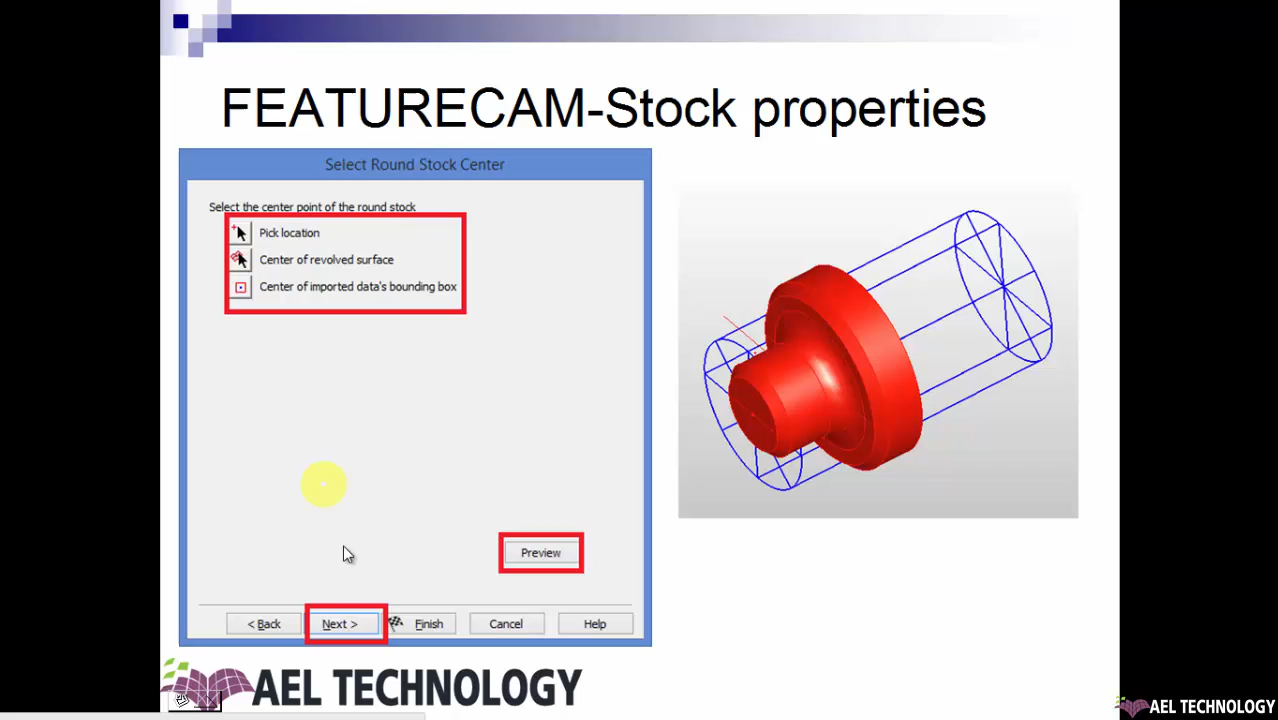 FEATURECAM-Stock properties
Select Round Stock Center
Select the center point of the round stock
Pick location
Center of revolved surface
Center of imported data's bounding box
Preview
< Back
Next >
Finish
Cancel
Help
AEL TECHNOLOGY
AEL TECHNOLOGY